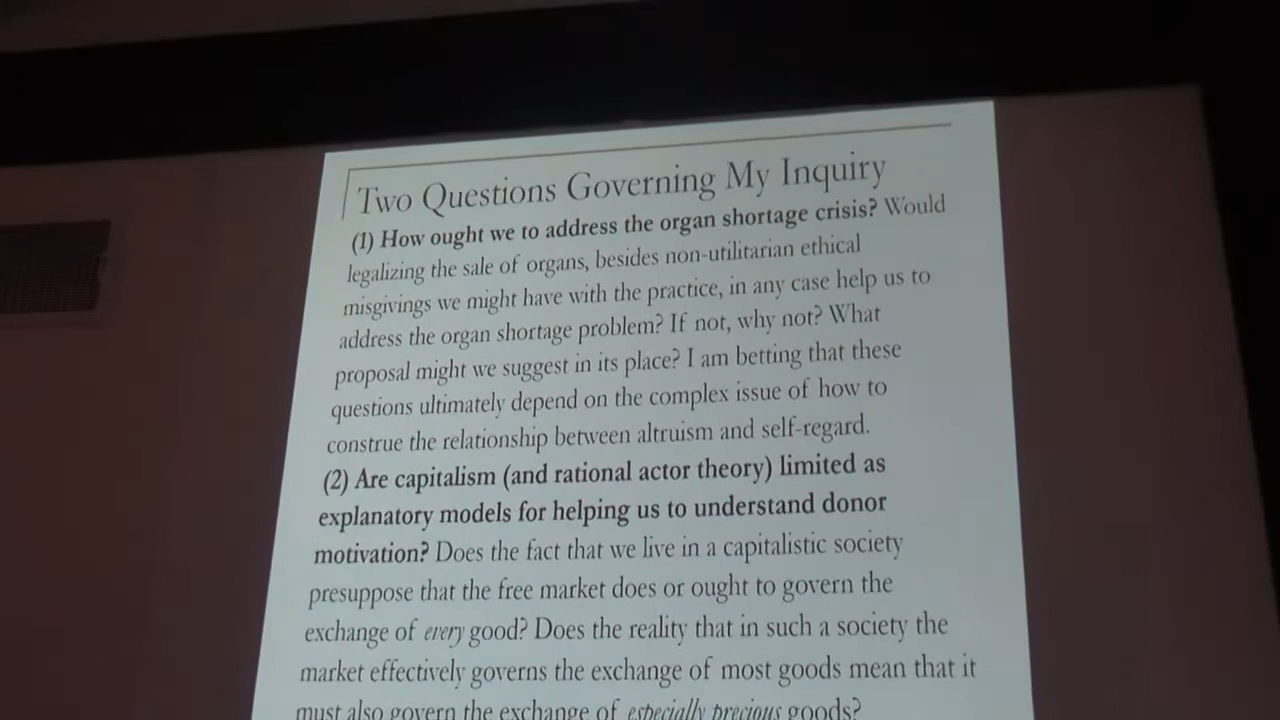 Two Questions Governing My Inquiry
(1) How ought we to address the organ shortage crisis? Would
legalizing the sale of organs, besides non-utilitarian ethical
misgivings we might have with the practice, in any case help us to
address the organ shortage problem? If not, why not? What
proposal might we suggest in its place? I am betting that these
questions ultimately depend on the complex issue of how to
construe the relationship between altruism and self-regard.
(2) Are capitalism (and rational actor theory) limited as
explanatory models for helping us to understand donor
motivation? Does the fact that we live in a capitalistic society
presuppose that the free market does or ought to govern the
exchange of every good? Does the reality that in such a society the
market effectively governs the exchange of most goods mean that it
must also govern the exchange of especially precious goods?